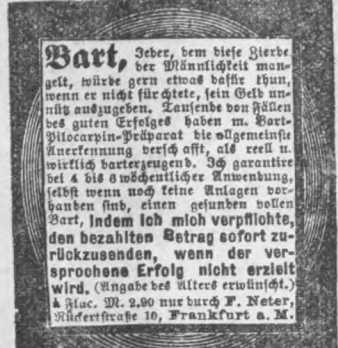 Bart, Jeder, dem diese Zierde
der Männlichkeit man-
gelt, würde gern etwas dafür thun,
wenn er nicht fürchtete, sein Geld un-
nütz auszugeben. Tausende von Fällen
des guten Erfolges haben m. Bart-
Pilocarpin-Präparat die allgemeinste
Anerkennung verschafft, als reell u.
wirklich barterzeugend. Ich garantire
bei 4 bis 6 wöchentlicher Anwendung,
selbst wenn noch keine Anlagen vor-
handen sind, einen gesunden vollen
Bart, indem ich mich verpflichte,
den bezahlten Betrag sofort zu-
rückzusenden, wenn der ver-
sprochene Erfolg nicht erzielt
wird. (Angabe des Alters erwünscht.)
à Flac. M. 2.90 nur durch F. Neter,
Rückertstraße 10, Frankfurt a. M.